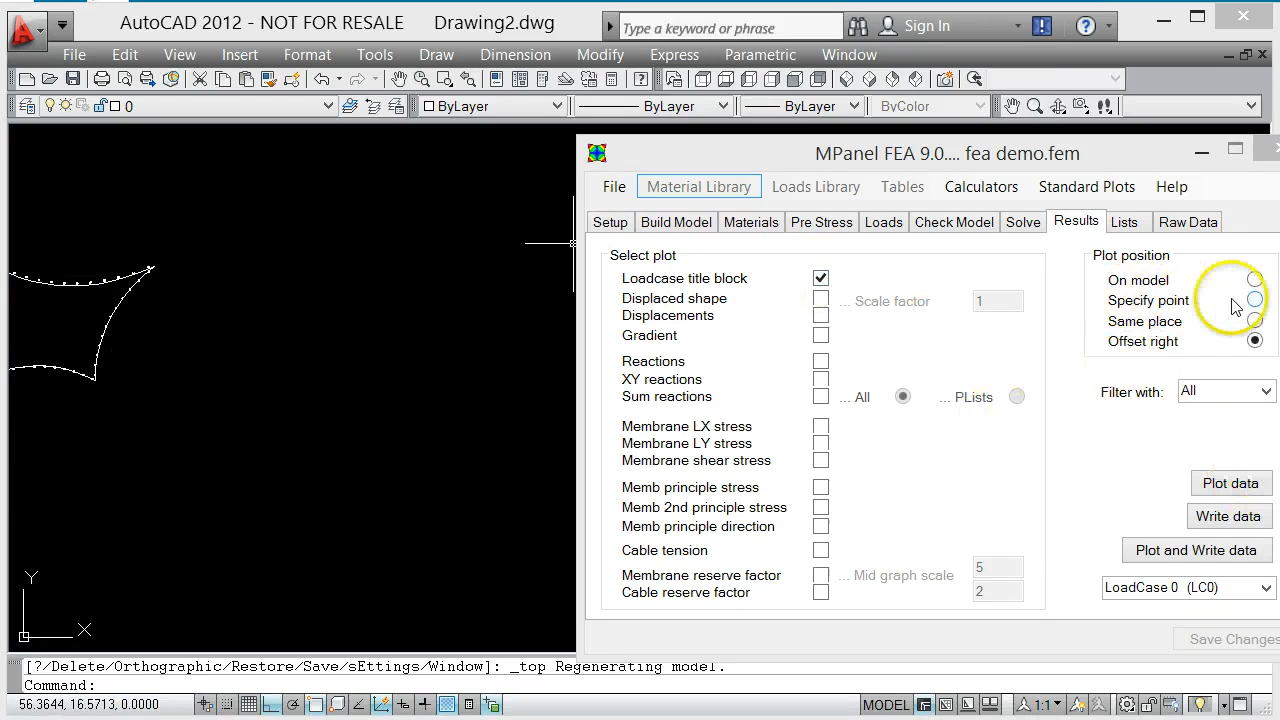 AutoCAD 2012 - NOT FOR RESALE Drawing2.dwg Type a keyword or phrase Sign In
File Edit View Insert Format Tools Draw Dimension Modify Express Parametric Window
0 ByLayer ByLayer ByLayer ByColor
MPanel FEA 9.0.... fea demo.fem
File Material Library Loads Library Tables Calculators Standard Plots Help
Setup Build Model Materials Pre Stress Loads Check Model Solve Results Lists Raw Data
Select plot
Loadcase title block
Displaced shape ... Scale factor 1
Displacements
Gradient
Reactions
XY reactions
Sum reactions ... All ... PLists
Membrane LX stress
Membrane LY stress
Membrane shear stress
Memb principle stress
Memb 2nd principle stress
Memb principle direction
Cable tension
Membrane reserve factor ... Mid graph scale 5
Cable reserve factor 2
Plot position
On model
Specify point
Same place
Offset right
Filter with: All
Plot data
Write data
Plot and Write data
LoadCase 0 (LC0)
Save Changes
Y
X
[?/Delete/Orthographic/Restore/Save/sEttings/Window]: _top Regenerating model.
Command:
56.3644, 16.5713, 0.0000 MODEL 1:1